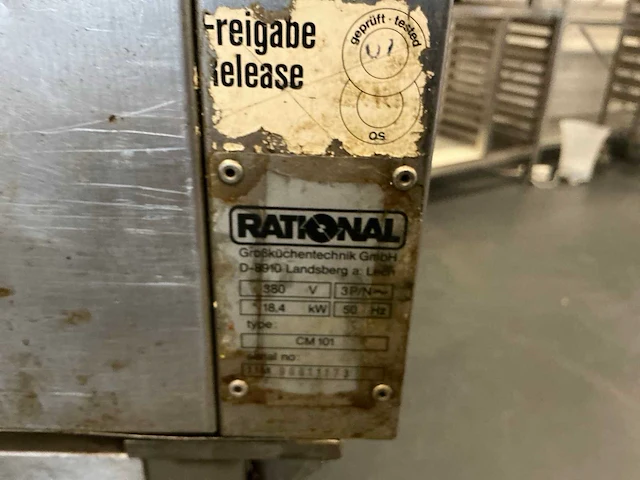 Freigabe
Release
geprüft · tested
01
Q.S.
RATIONAL
Großküchentechnik GmbH
D-8910 Landsberg a. Lech
380 V 3P/N~
18,4 kW 50 Hz
type:
CM 101
serial no: